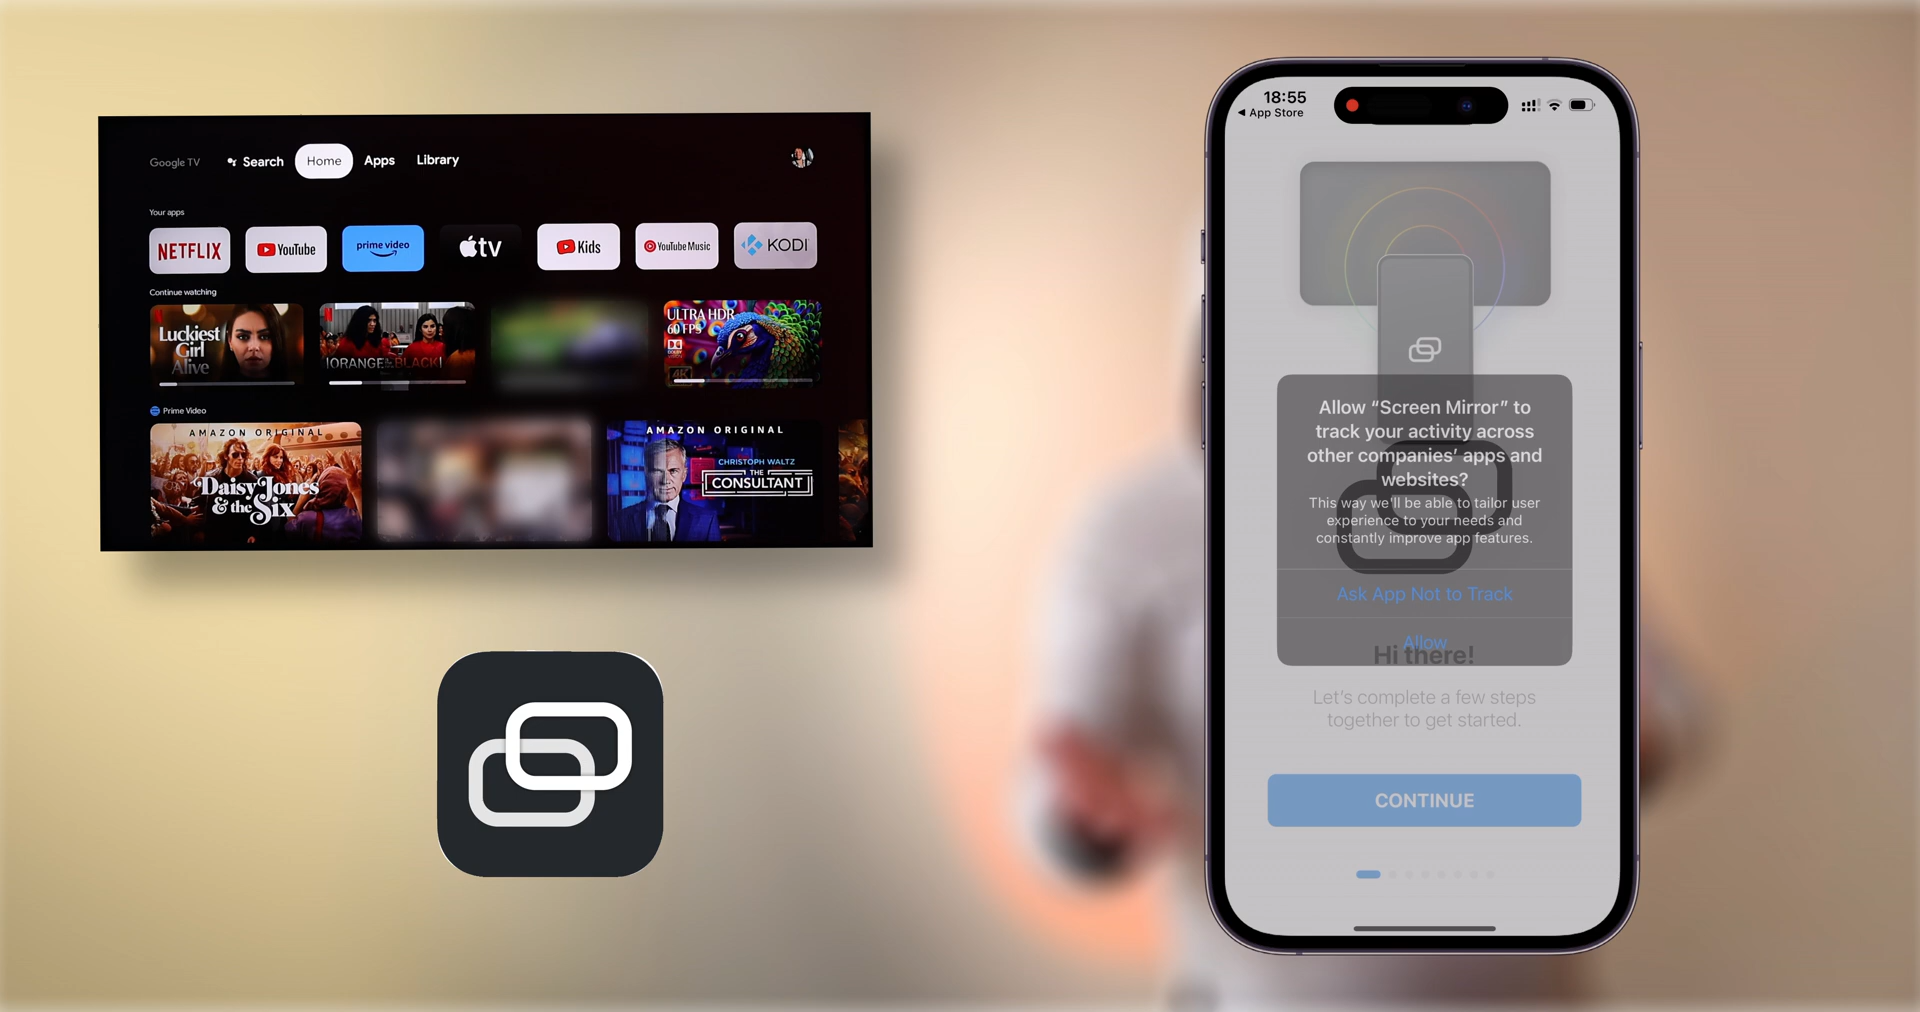 Google TV
Search
Home
Apps
Library
Your apps
NETFLIX
YouTube
prime video
tv
Kids
YouTube Music
KODI
Continue watching
Luckiest
Girl
Alive
ORANGE
BLACK
ULTRA HDR
60 FPS
4K
Prime Video
AMAZON ORIGINAL
Daisy Jones
& the Six
AMAZON ORIGINAL
CHRISTOPH WALTZ
THE
CONSULTANT
18:55
App Store
Allow “Screen Mirror” to
track your activity across
other companies’ apps and
websites?
This way we’ll be able to tailor user
experience to your needs and
constantly improve app features.
Ask App Not to Track
Allow
Hi there!
Let’s complete a few steps
together to get started.
CONTINUE